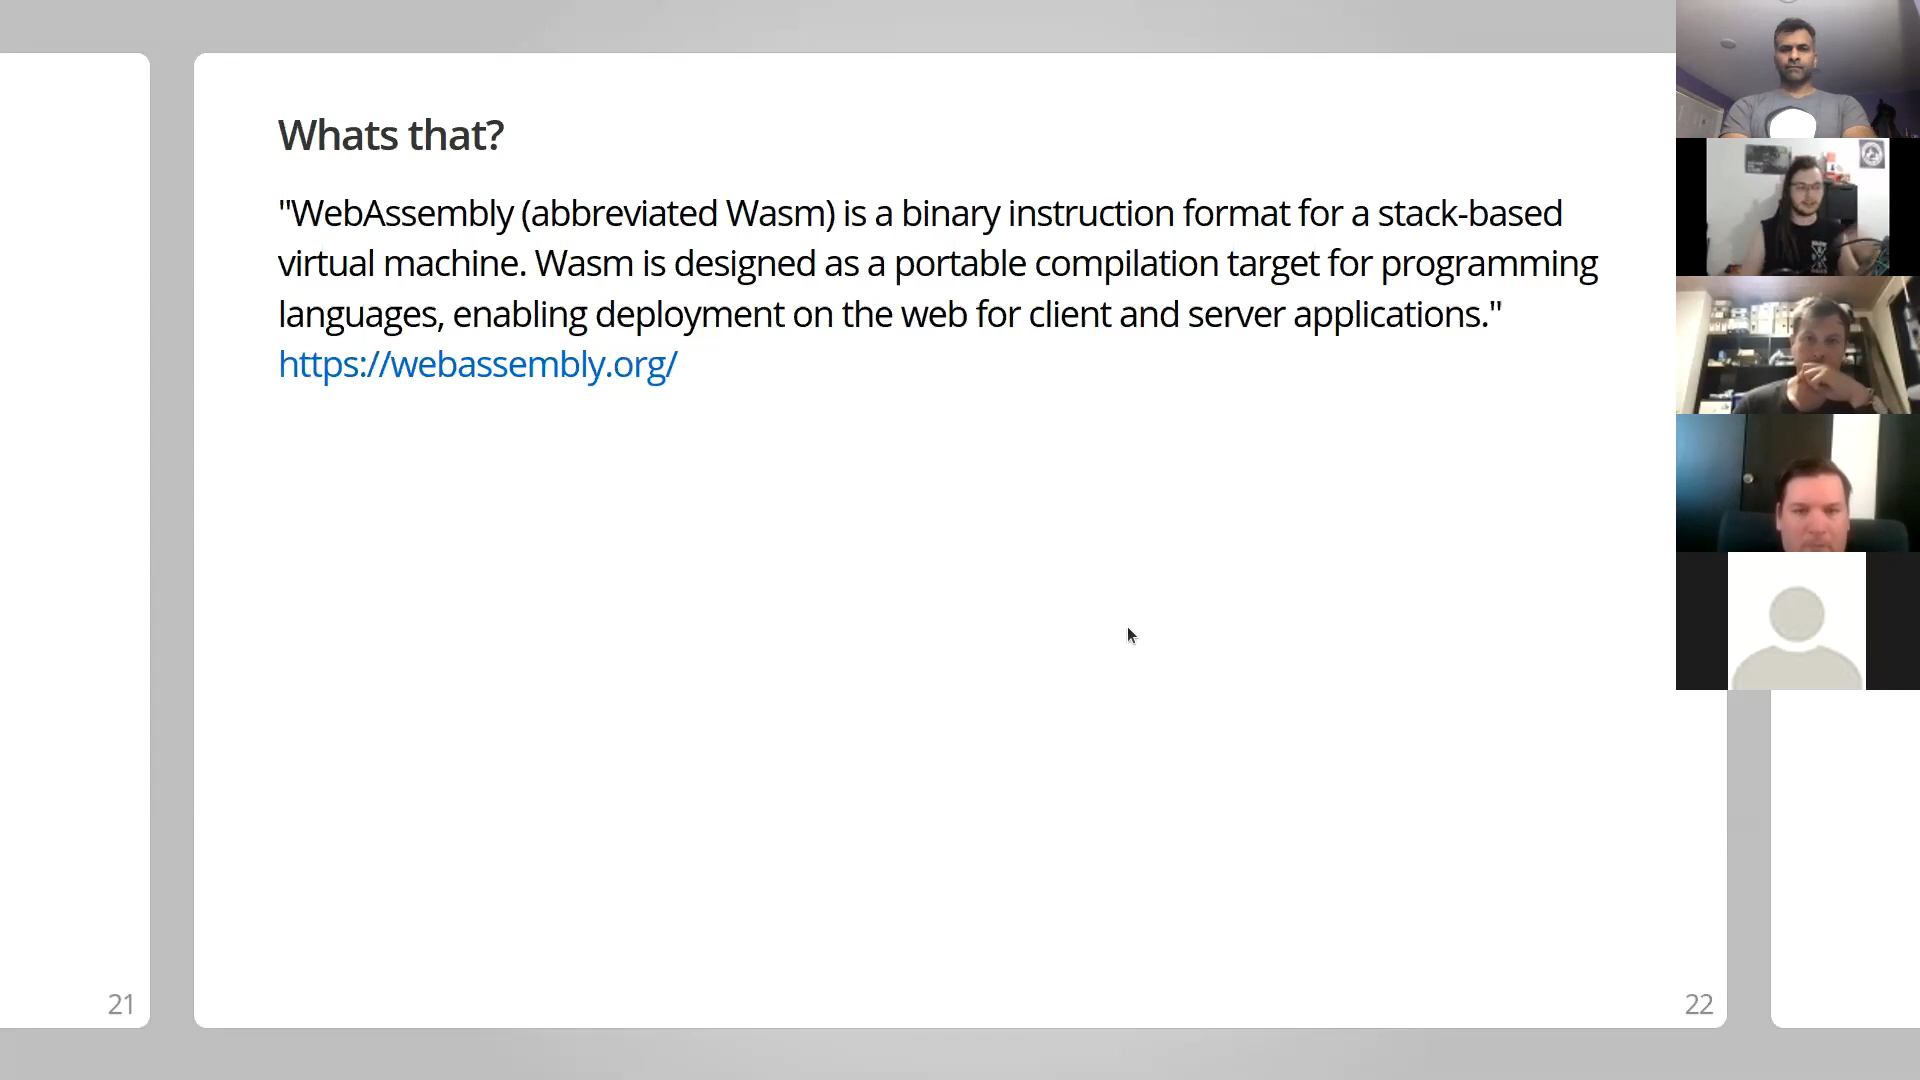 Whats that?
"WebAssembly (abbreviated Wasm) is a binary instruction format for a stack-based
virtual machine. Wasm is designed as a portable compilation target for programming
languages, enabling deployment on the web for client and server applications."
https://webassembly.org/
21
22